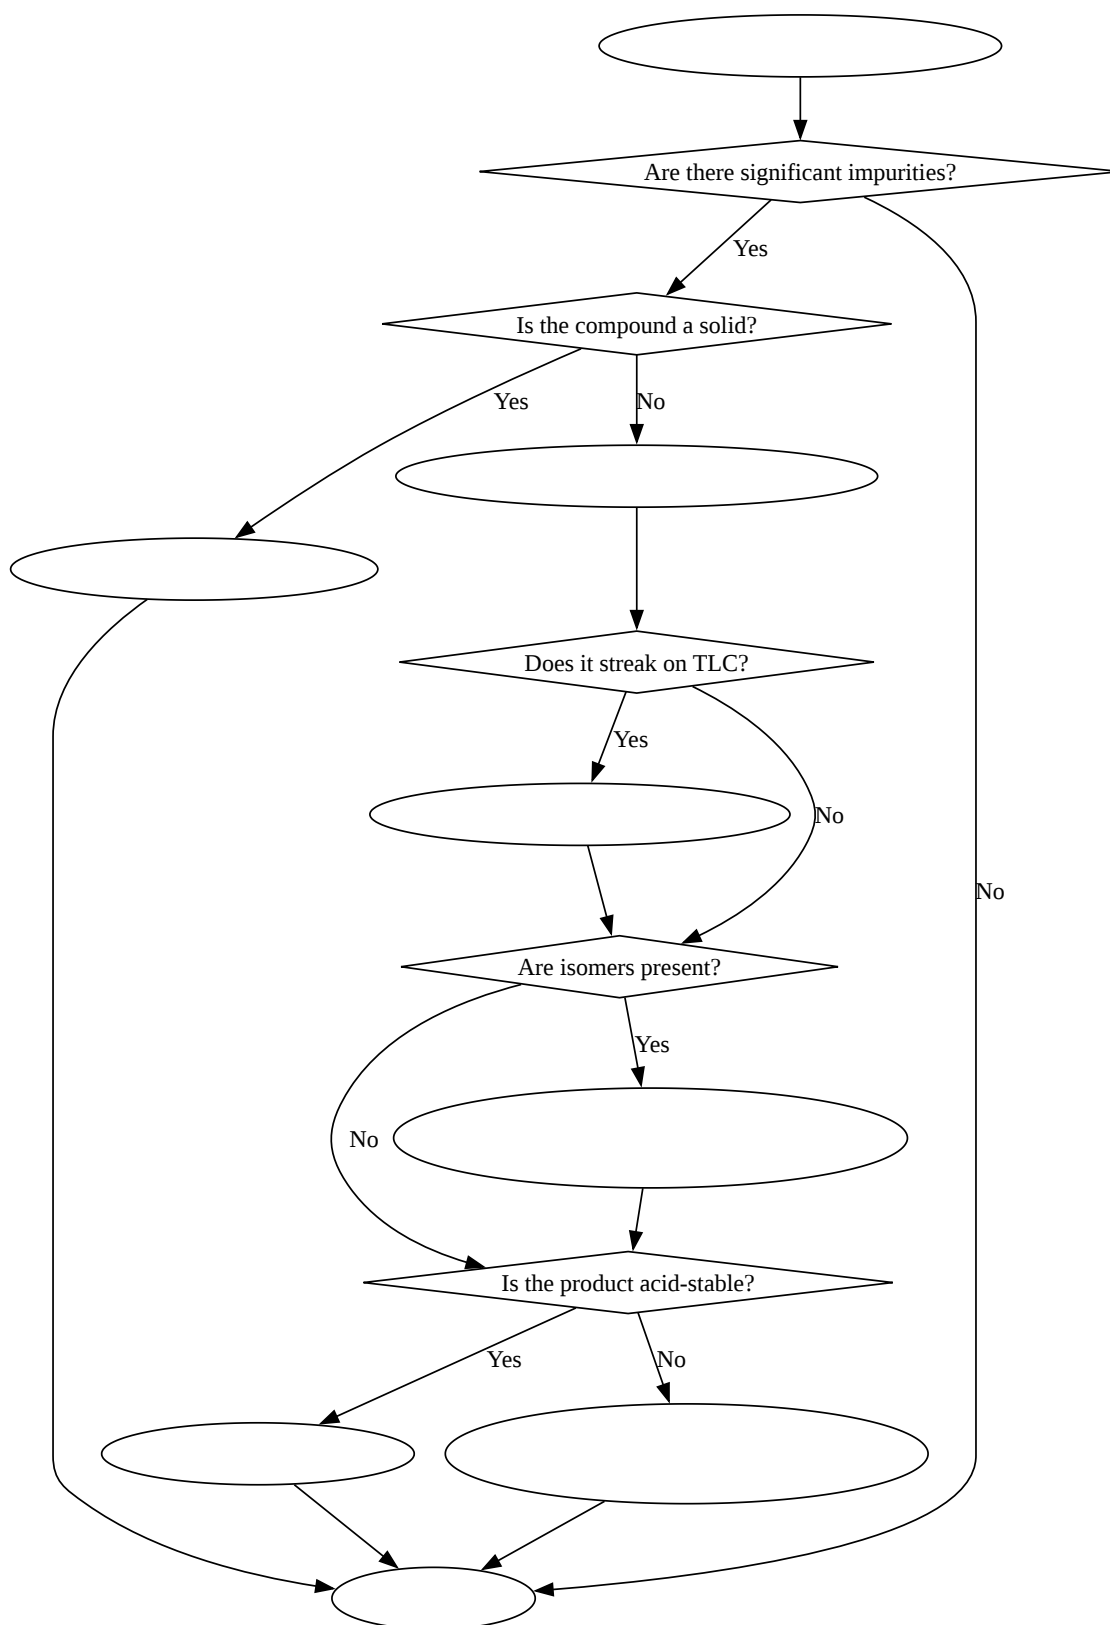 Are there significant impurities?
Yes
Is the compound a solid?
Yes
No
Does it streak on TLC?
Yes
No
No
Are isomers present?
Yes
No
Is the product acid-stable?
Yes
No